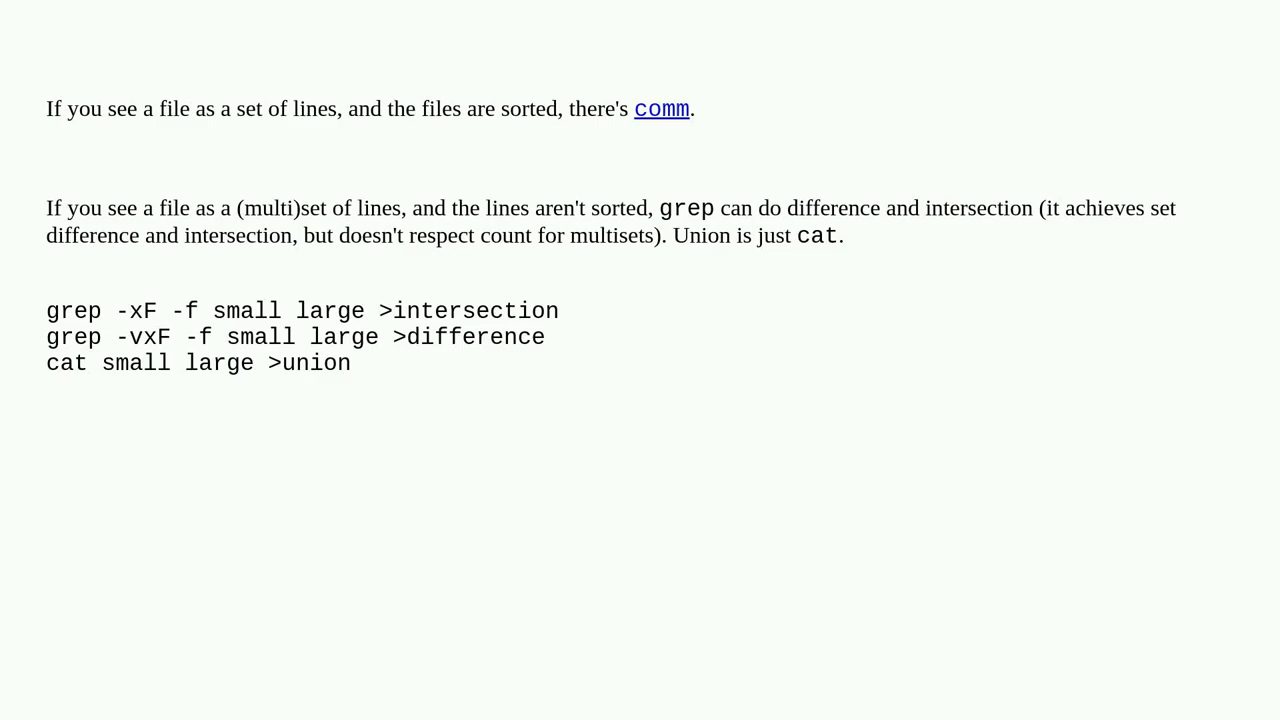 If you see a file as a set of lines, and the files are sorted, there's comm.
If you see a file as a (multi)set of lines, and the lines aren't sorted, grep can do difference and intersection (it achieves set
difference and intersection, but doesn't respect count for multisets). Union is just cat.
grep -xF -f small large >intersection
grep -vxF -f small large >difference
cat small large >union